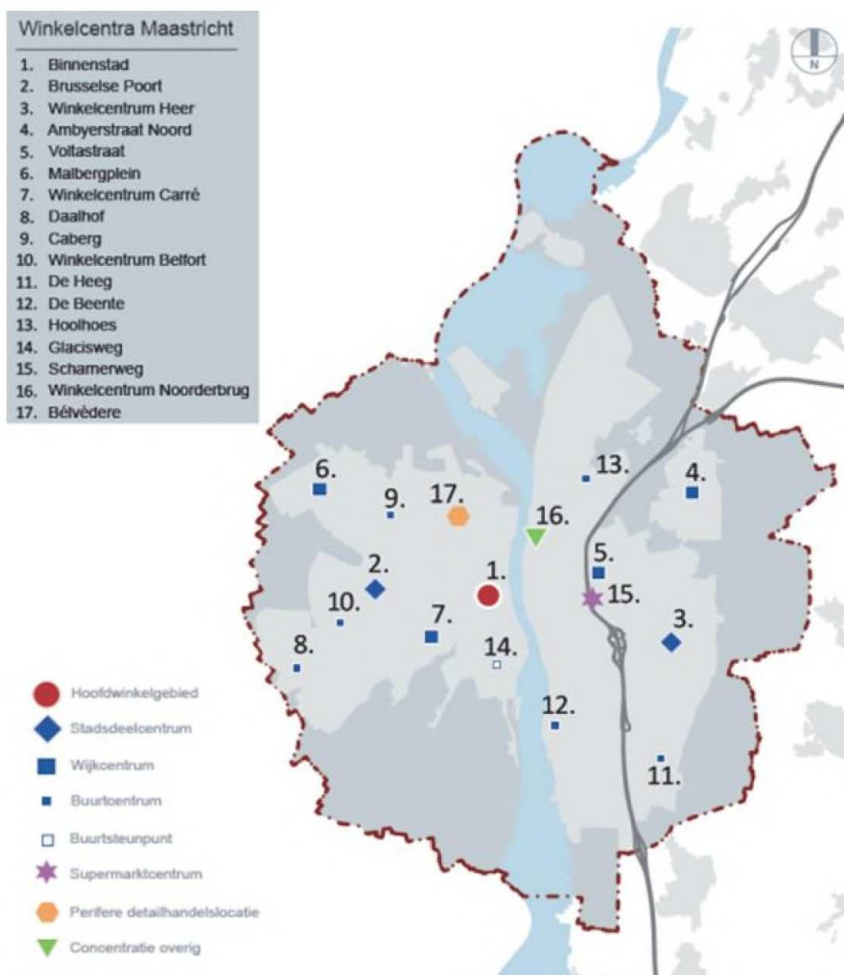 Winkelcentra Maastricht
1. Binnenstad
2. Brusselse Poort
3. Winkelcentrum Heer
4. Ambyerstraat Noord
5. Voltastraat
6. Malbergplein
7. Winkelcentrum Carré
8. Daalhof
9. Caberg
10. Winkelcentrum Belfort
11. De Heeg
12. De Beente
13. Hoolhoes
14. Glacisweg
15. Scharnerweg
16. Winkelcentrum Noorderbrug
17. Bélvèdere
N
6.
9.
17.
13.
4.
16.
2.
1.
5.
15.
10.
7.
3.
8.
14.
12.
11.
Hoofdwinkelgebied
Stadsdeelcentrum
Wijkcentrum
Buurtcentrum
Buurtsteunpunt
Supermarktcentrum
Perifere detailhandelslocatie
Concentratie overig